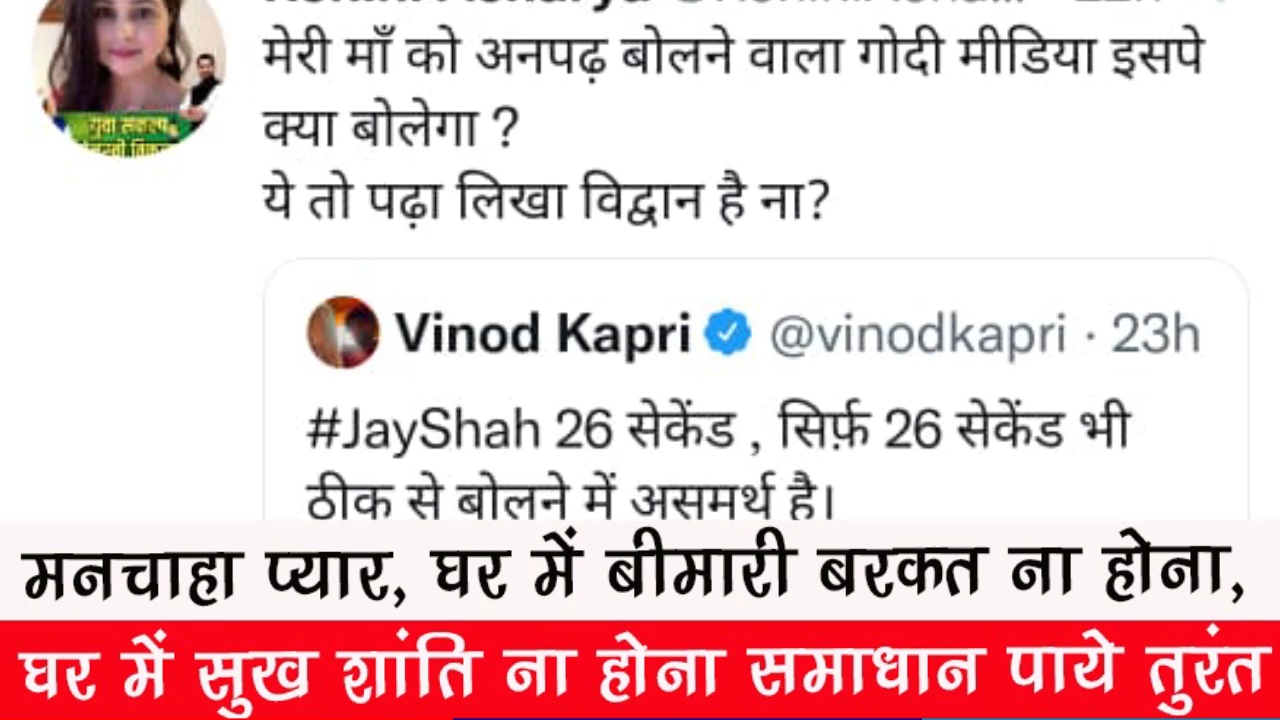 मेरी माँ को अनपढ़ बोलने वाला गोदी मीडिया इसपे
क्या बोलेगा ?
ये तो पढ़ा लिखा विद्वान है ना?
Vinod Kapri @vinodkapri · 23h
#JayShah 26 सेकेंड , सिर्फ़ 26 सेकेंड भी
ठीक से बोलने में असमर्थ है।
मनचाहा प्यार, घर में बीमारी बरकत ना होना,
घर में सुख शांति ना होना समाधान पाये तुरंत